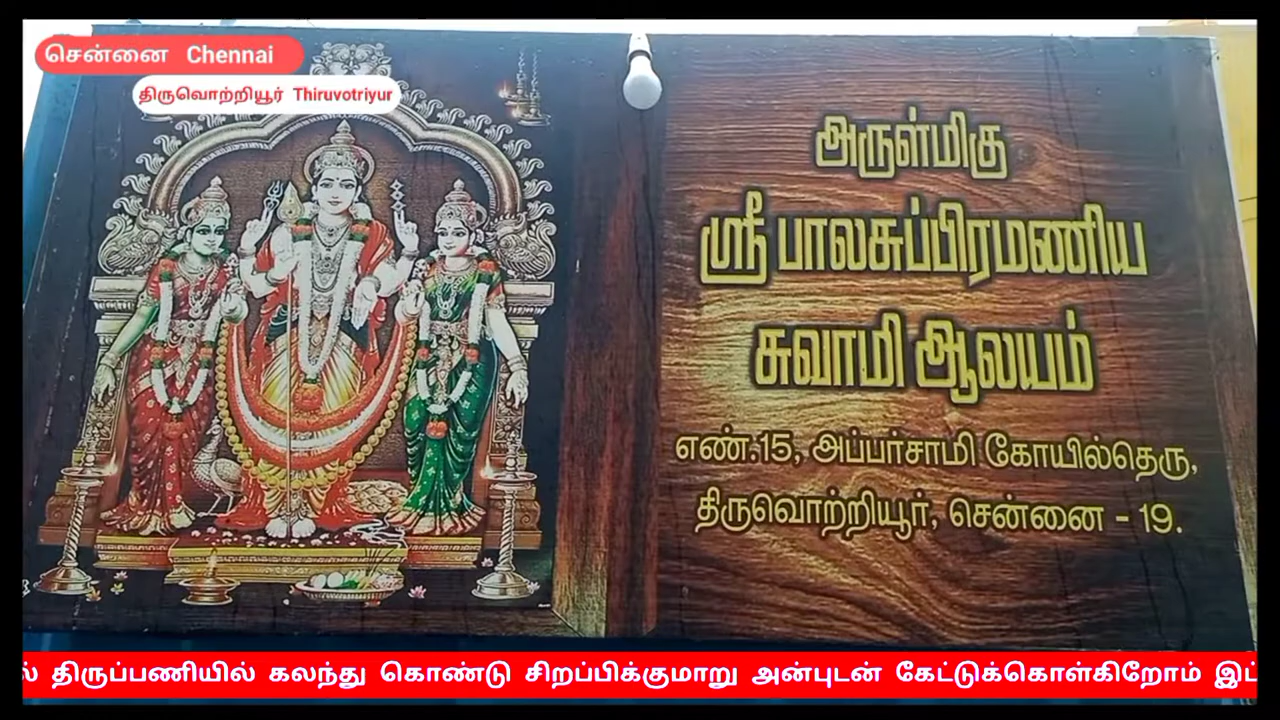 சென்னை Chennai
திருவொற்றியூர் Thiruvotriyur
அருள்மிகு
ஸ்ரீ பாலசுப்பிரமணிய
சுவாமி ஆலயம்
எண்.15, அப்பர்சாமி கோயில்தெரு,
திருவொற்றியூர், சென்னை - 19.
திருப்பணியில் கலந்து கொண்டு சிறப்பிக்குமாறு அன்புடன் கேட்டுக்கொள்கிறோம்